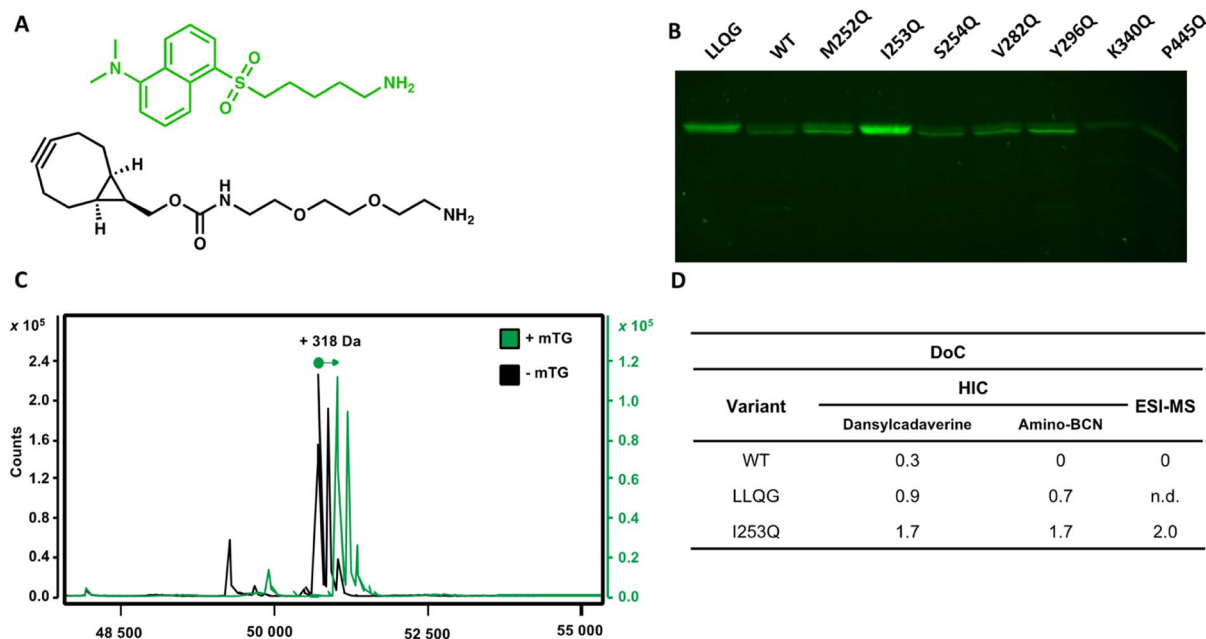 A
N
S
O
O
NH2
H
H
O
O
H
N
O
O
NH2
B
LLQG
WT
M252Q
I253Q
S254Q
V282Q
Y296Q
K340Q
P445Q
C
x 10⁵
x 10⁵
+ 318 Da
+ mTG
- mTG
2.4
2.0
1.6
1.2
0.8
0.4
0.0
Counts
1.2
1.0
0.8
0.6
0.4
0.2
0.0
48 500
50 000
52 500
55 000
D
DoC
Variant HIC ESI-MS
Dansylcadaverine Amino-BCN
WT 0.3 0 0
LLQG 0.9 0.7 n.d.
I253Q 1.7 1.7 2.0